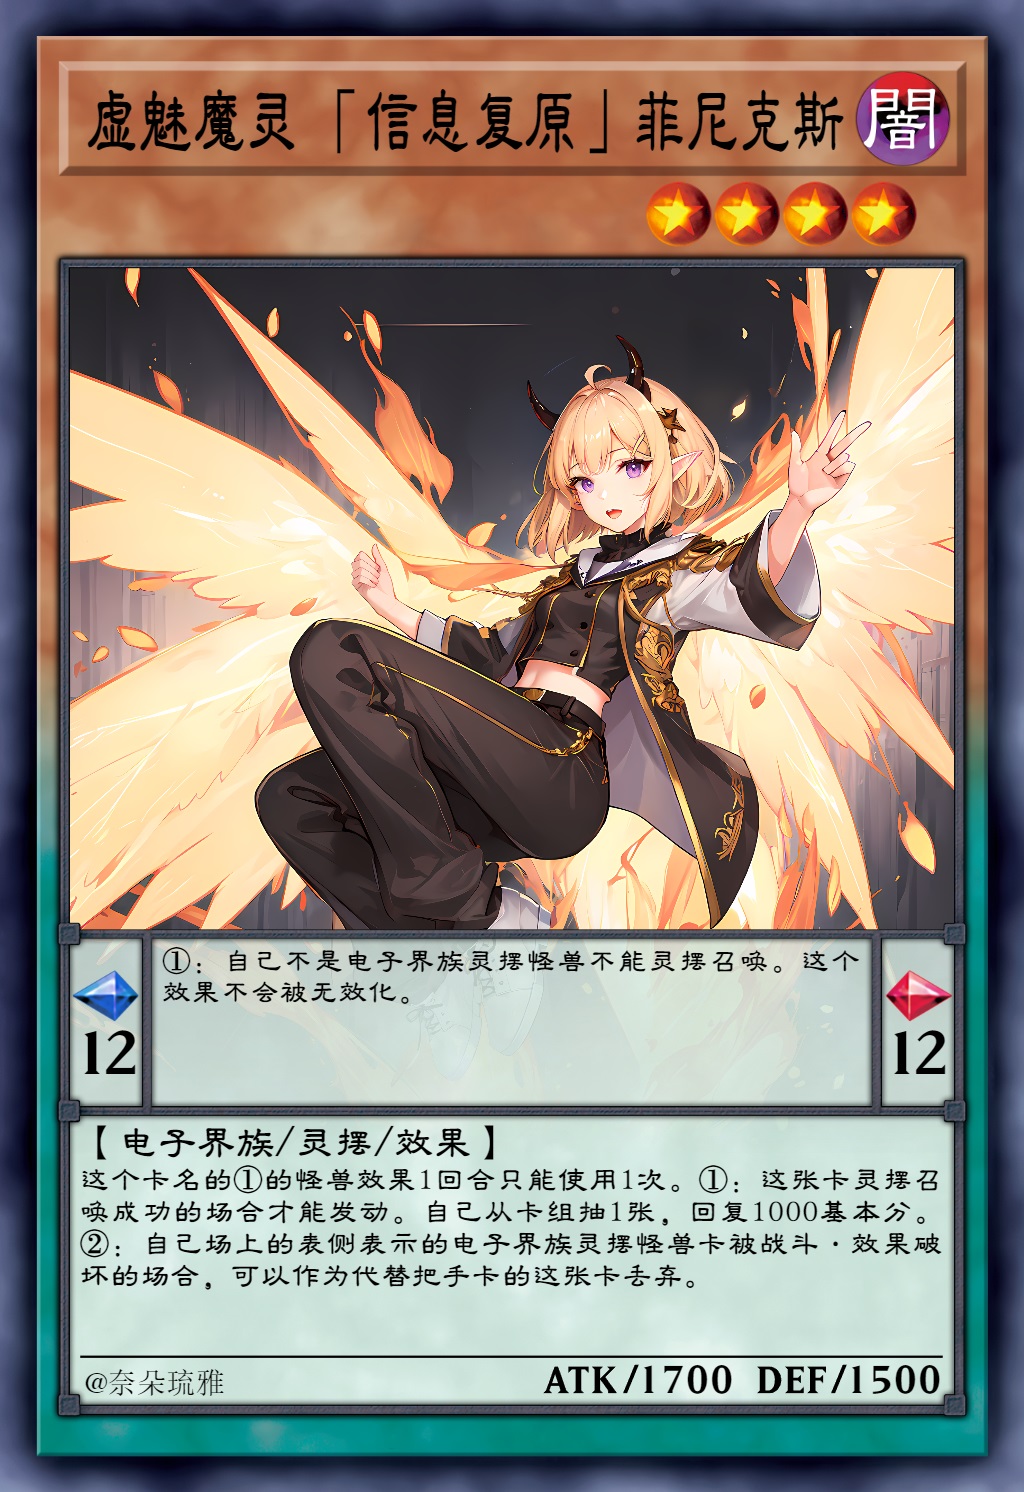 虚魅魔灵「信息复原」菲尼克斯
闇
①：自己不是电子界族灵摆怪兽不能灵摆召唤。这个
效果不会被无效化。
12
12
【电子界族/灵摆/效果】
这个卡名的①的怪兽效果1回合只能使用1次。①：这张卡灵摆召
唤成功的场合才能发动。自己从卡组抽1张，回复1000基本分。
②：自己场上的表侧表示的电子界族灵摆怪兽卡被战斗·效果破
坏的场合，可以作为代替把手卡的这张卡丢弃。
@奈朵琉雅
ATK/1700 DEF/1500